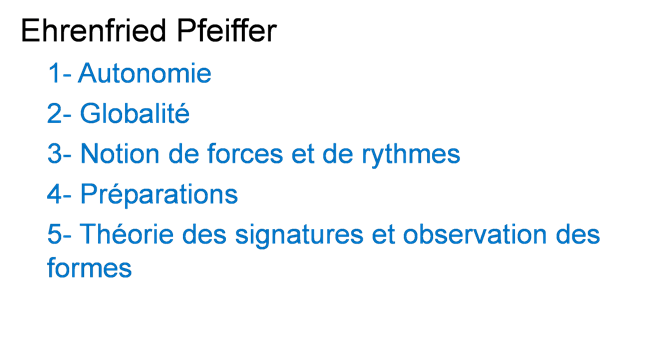 Ehrenfried Pfeiffer
1- Autonomie
2- Globalité
3- Notion de forces et de rythmes
4- Préparations
5- Théorie des signatures et observation des
formes